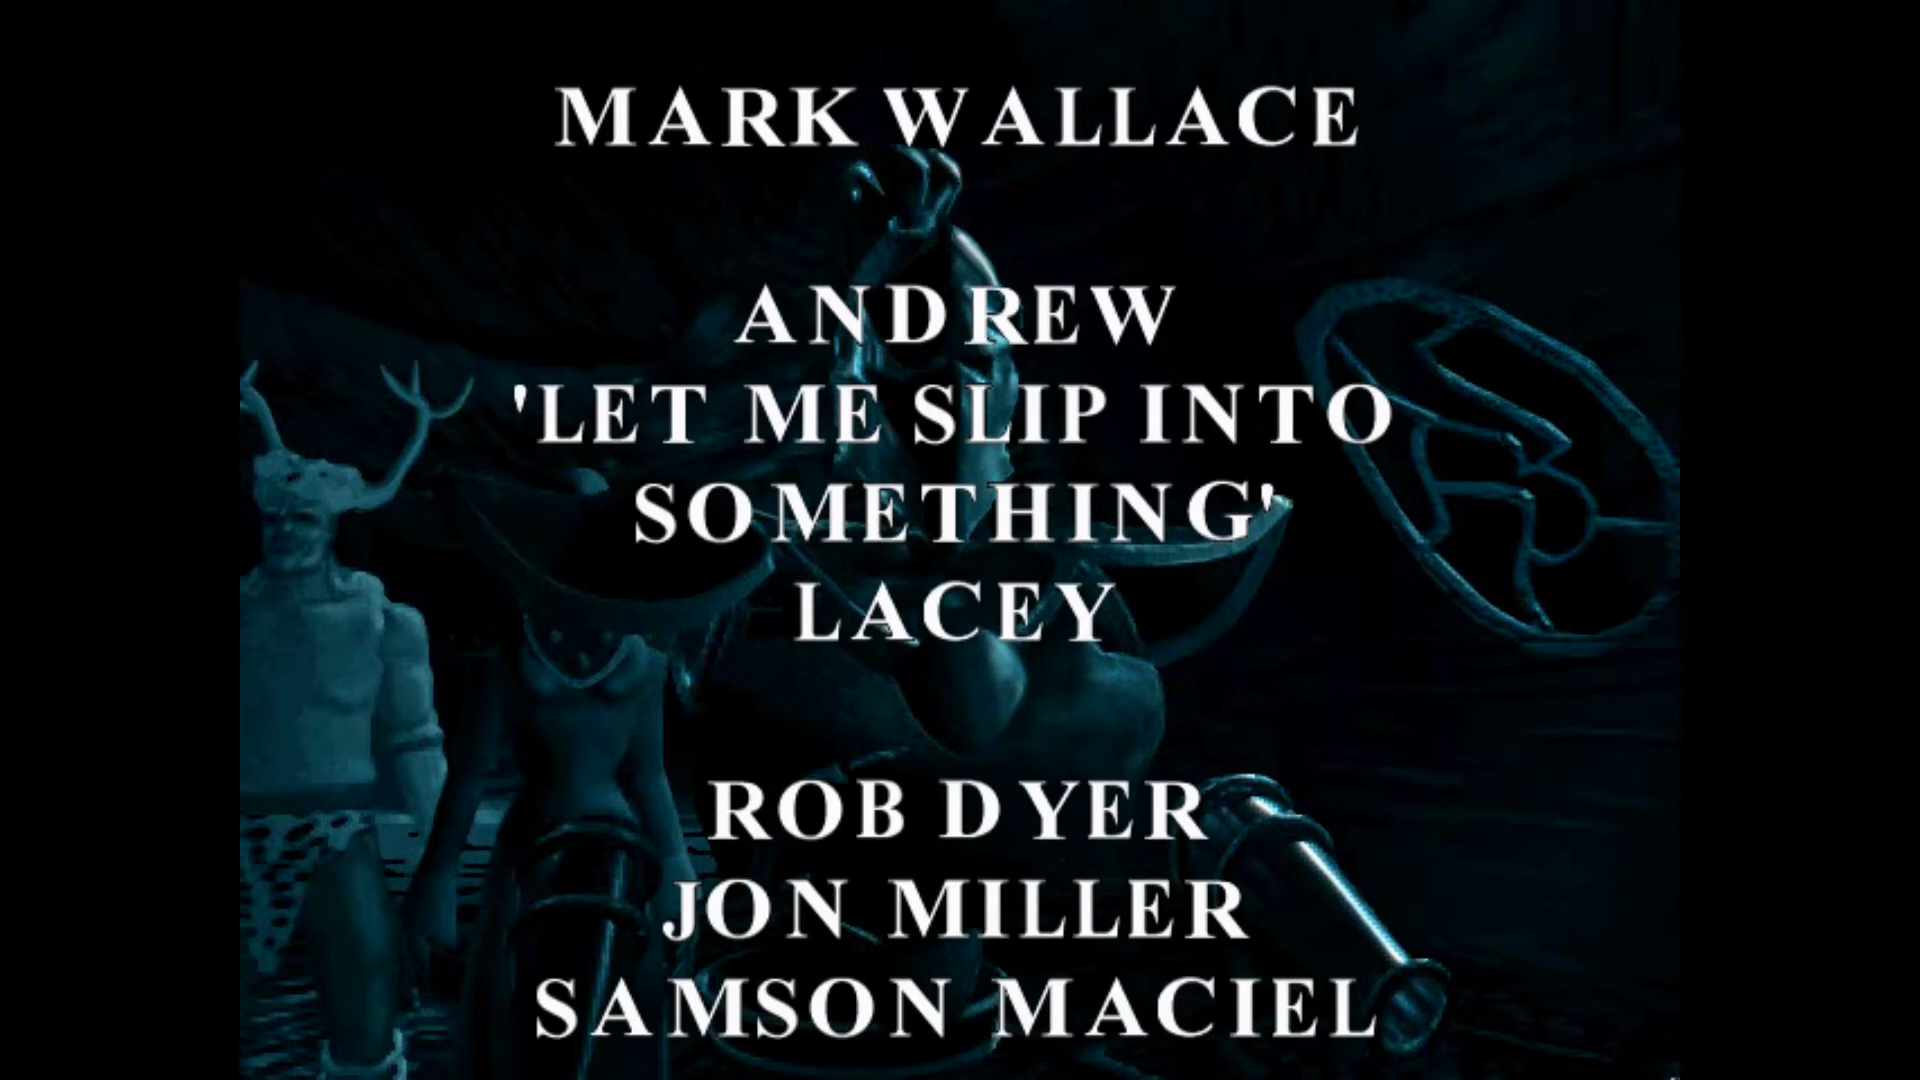 MARK WALLACE
ANDREW
'LET ME SLIP INTO
SOMETHING'
LACEY
ROB DYER
JON MILLER
SAMSON MACIEL